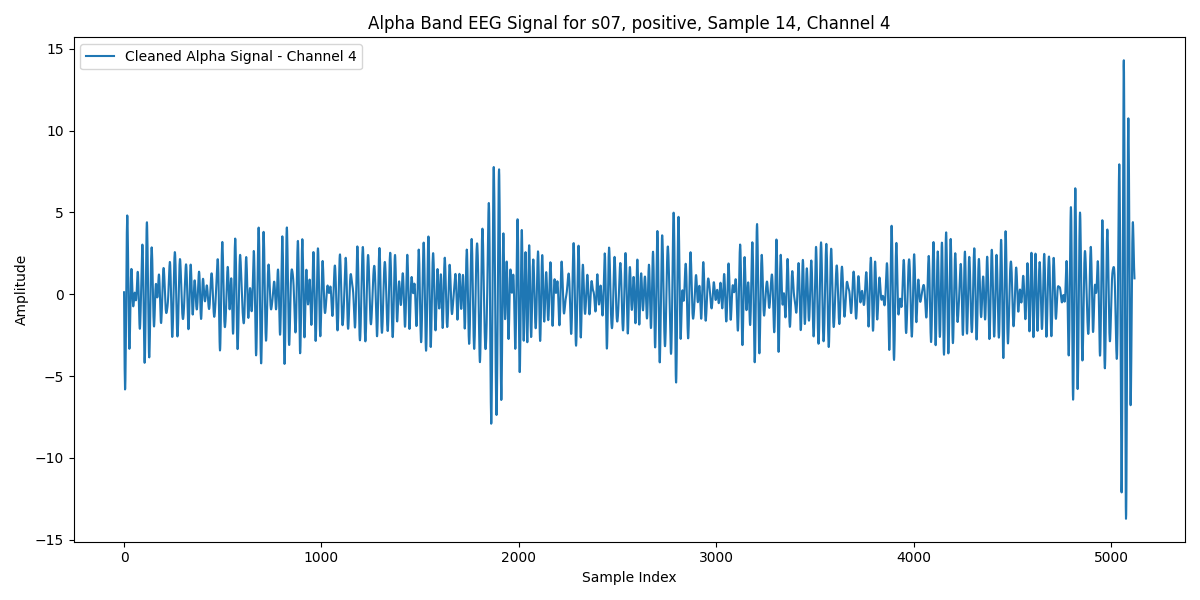 Alpha Band EEG Signal for s07, positive, Sample 14, Channel 4
Cleaned Alpha Signal - Channel 4
15
10
5
0
−5
−10
−15
Amplitude
0 1000 2000 3000 4000 5000
Sample Index